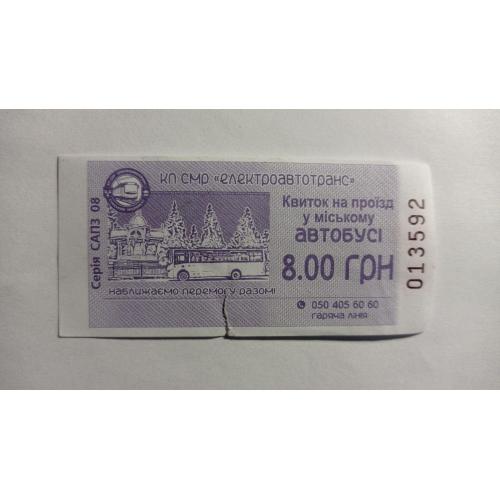 КП СМР «ЕЛЕКТРОАВТОТРАНС»
Серія САПЗ 08
Квиток на проїзд
у міському
АВТОБУСІ
8.00 ГРН
НАБЛИЖАЄМО ПЕРЕМОГУ РАЗОМ!
050 405 60 60
ГАРЯЧА ЛІНІЯ
013592